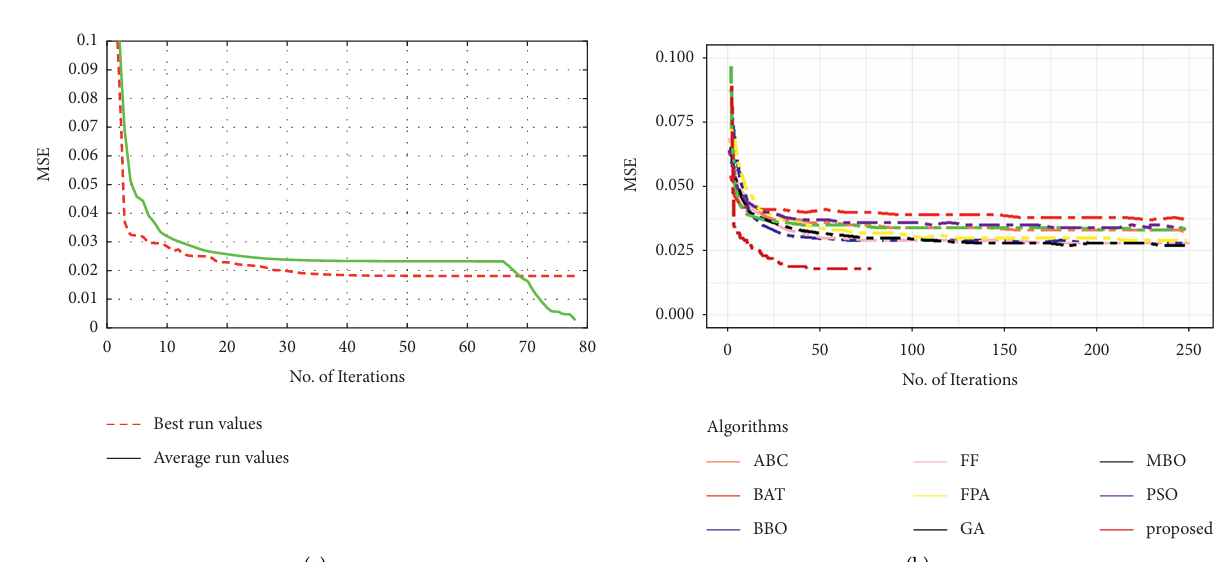 0.1
0.09
0.08
0.07
0.06
0.05
0.04
0.03
0.02
0.01
0
MSE
0 10 20 30 40 50 60 70 80
No. of Iterations
Best run values
Average run values
0.100
0.075
0.050
0.025
0.000
MSE
0 50 100 150 200 250
No. of Iterations
Algorithms
ABC FF MBO
BAT FPA PSO
BBO GA proposed